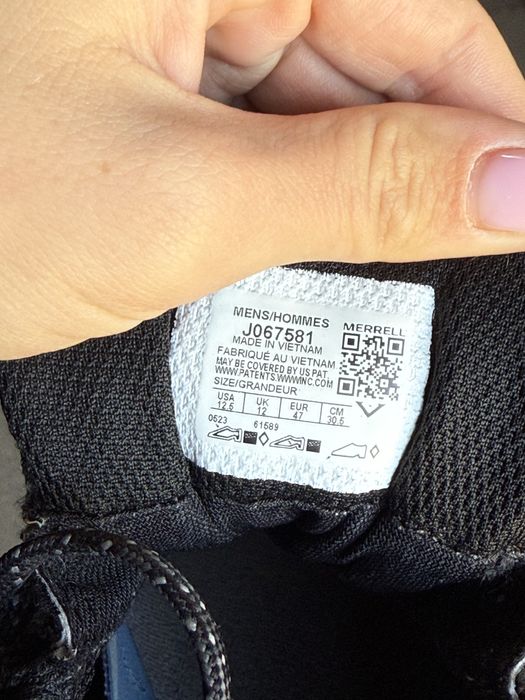 MENS/HOMMES
MERRELL
J067581
MADE IN VIETNAM
FABRIQUÉ AU VIETNAM
MAY BE COVERED BY US PAT.
WWW.PATENTS.WWWINC.COM
SIZE/GRANDEUR
USA UK EUR CM
12.5 12 47 30.5
0523 61589